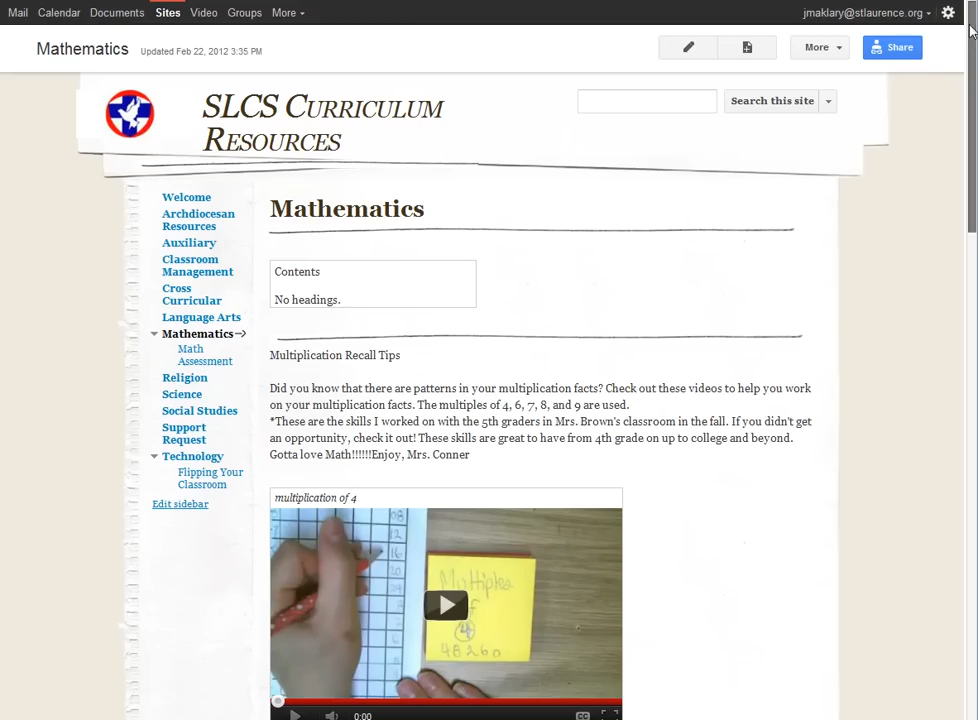 Mail Calendar Documents Sites Video Groups More
jmaklary@stlaurence.org
Mathematics Updated Feb 22, 2012 3:35 PM
More
Share
SLCS Curriculum
Resources
Search this site
Welcome
Archdiocesan
Resources
Auxiliary
Classroom
Management
Cross
Curricular
Language Arts
Mathematics
Math
Assessment
Religion
Science
Social Studies
Support
Request
Technology
Flipping Your
Classroom
Edit sidebar
Mathematics
Contents
No headings.
Multiplication Recall Tips
Did you know that there are patterns in your multiplication facts? Check out these videos to help you work
on your multiplication facts. The multiples of 4, 6, 7, 8, and 9 are used.
*These are the skills I worked on with the 5th graders in Mrs. Brown's classroom in the fall. If you didn't get
an opportunity, check it out! These skills are great to have from 4th grade on up to college and beyond.
Gotta love Math!!!!!!Enjoy, Mrs. Conner
multiplication of 4
08
12
16
20
Multiples
4
48260
0:00
CC